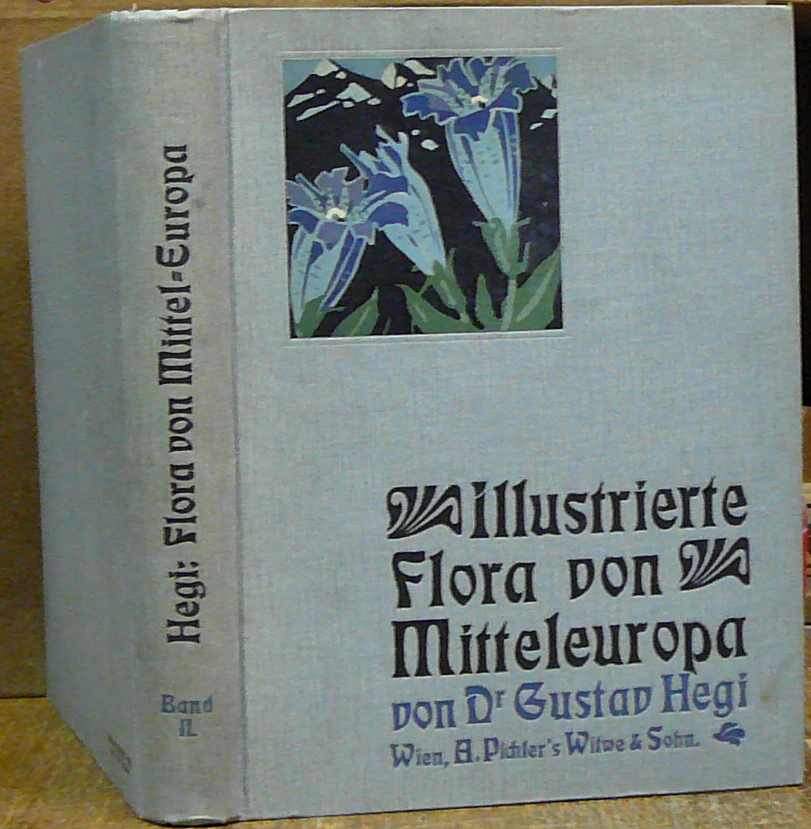 Hegi: Flora von Mittel=Europa
Band
II.
Illustrierte
Flora von
Mitteleuropa
von Dr Gustav Hegi
Wien, A. Pichler's Witwe & Sohn.